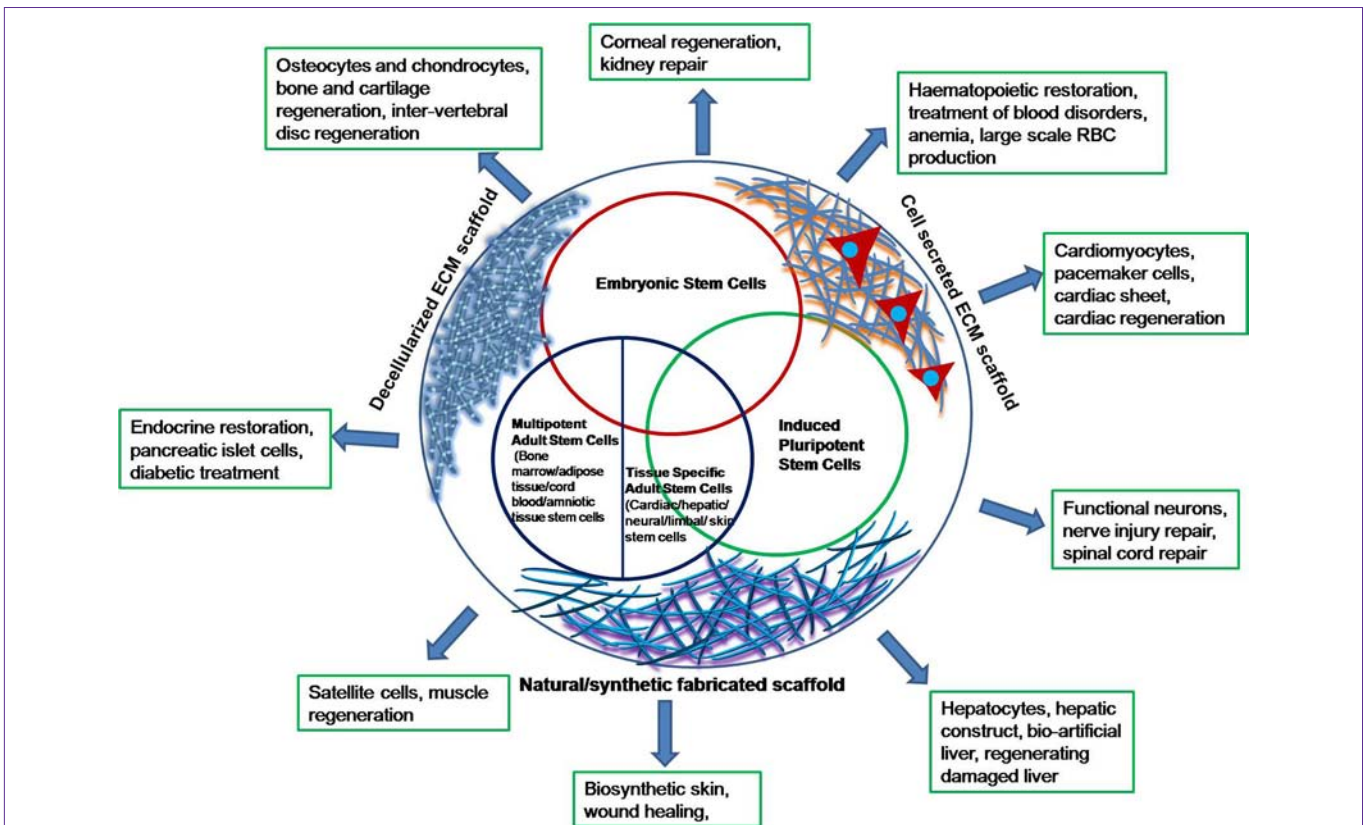 Corneal regeneration,
kidney repair
Osteocytes and chondrocytes,
bone and cartilage
regeneration, inter-vertebral
disc regeneration
Haematopoietic restoration,
treatment of blood disorders,
anemia, large scale RBC
production
Decellularized ECM scaffold
Cell secreted ECM scaffold
Cardiomyocytes,
pacemaker cells,
cardiac sheet,
cardiac regeneration
Embryonic Stem Cells
Endocrine restoration,
pancreatic islet cells,
diabetic treatment
Multipotent
Adult Stem Cells
(Bone
marrow/adipose
tissue/cord
blood/amniotic
tissue stem cells
Tissue Specific
Adult Stem Cells
(Cardiac/hepatic/
neural/limbal/ skin
stem cells
Induced
Pluripotent
Stem Cells
Functional neurons,
nerve injury repair,
spinal cord repair
Satellite cells, muscle
regeneration
Natural/synthetic fabricated scaffold
Hepatocytes, hepatic
construct, bio-artificial
liver, regenerating
damaged liver
Biosynthetic skin,
wound healing,